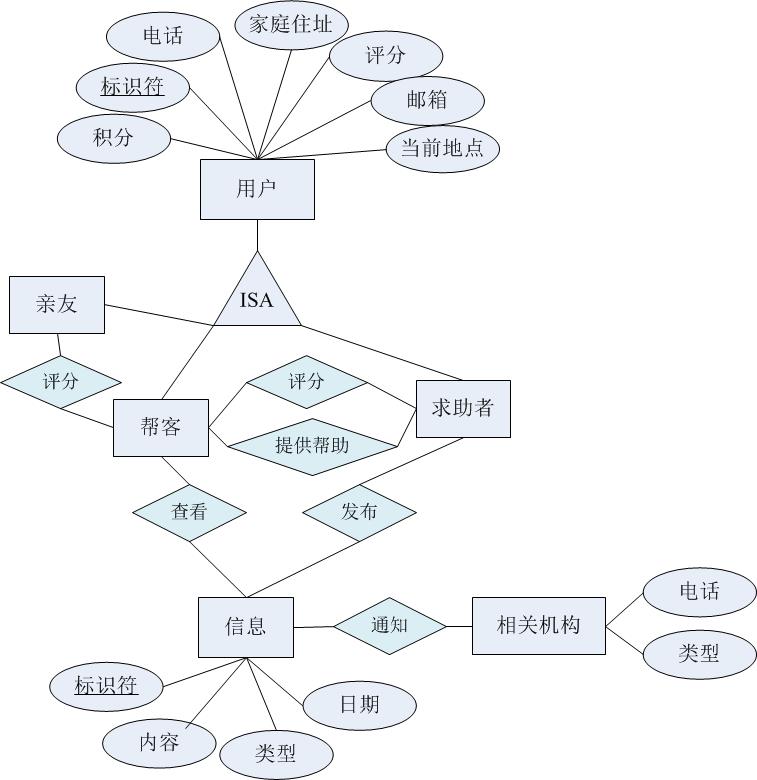 家庭住址
电话
评分
标识符
邮箱
积分
当前地点
用户
ISA
亲友
评分
评分
求助者
帮客
提供帮助
查看
发布
信息
通知
相关机构
电话
类型
标识符
日期
内容
类型